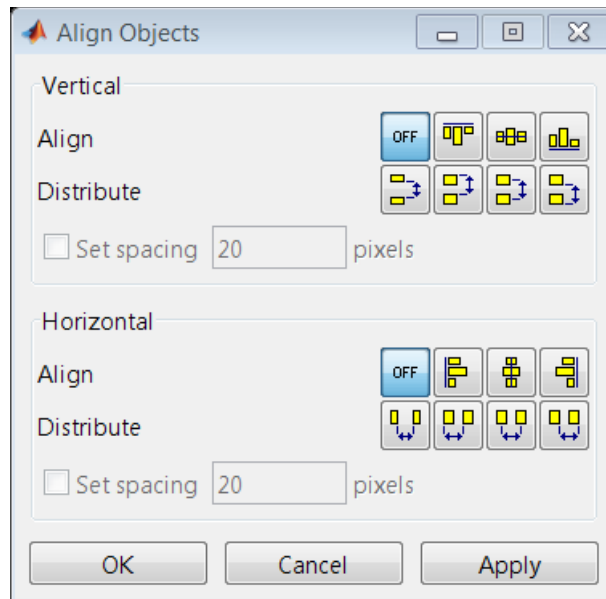 Align Objects
Vertical
Align OFF
Distribute
Set spacing 20 pixels
Horizontal
Align OFF
Distribute
Set spacing 20 pixels
OK Cancel Apply